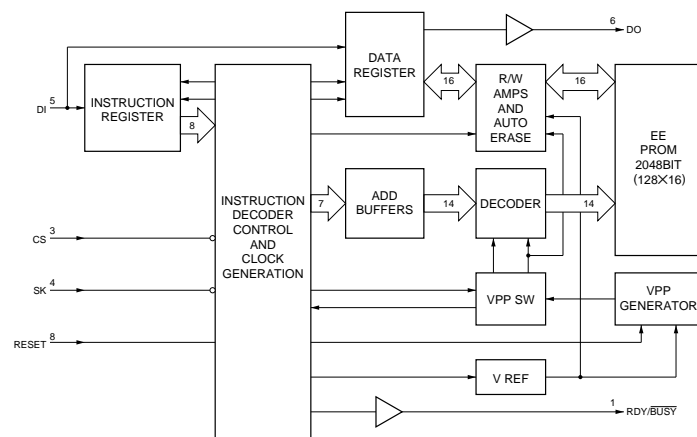 6
DO
DATA
REGISTER
5
DI
INSTRUCTION
REGISTER
8
16
R/W
AMPS
AND
AUTO
ERASE
16
EE
PROM
2048BIT
(128×16)
INSTRUCTION
DECODER
CONTROL
AND
CLOCK
GENERATION
7
ADD
BUFFERS
14
DECODER
14
3
CS
4
SK
VPP SW
VPP
GENERATOR
8
RESET
V REF
1
RDY/BUSY